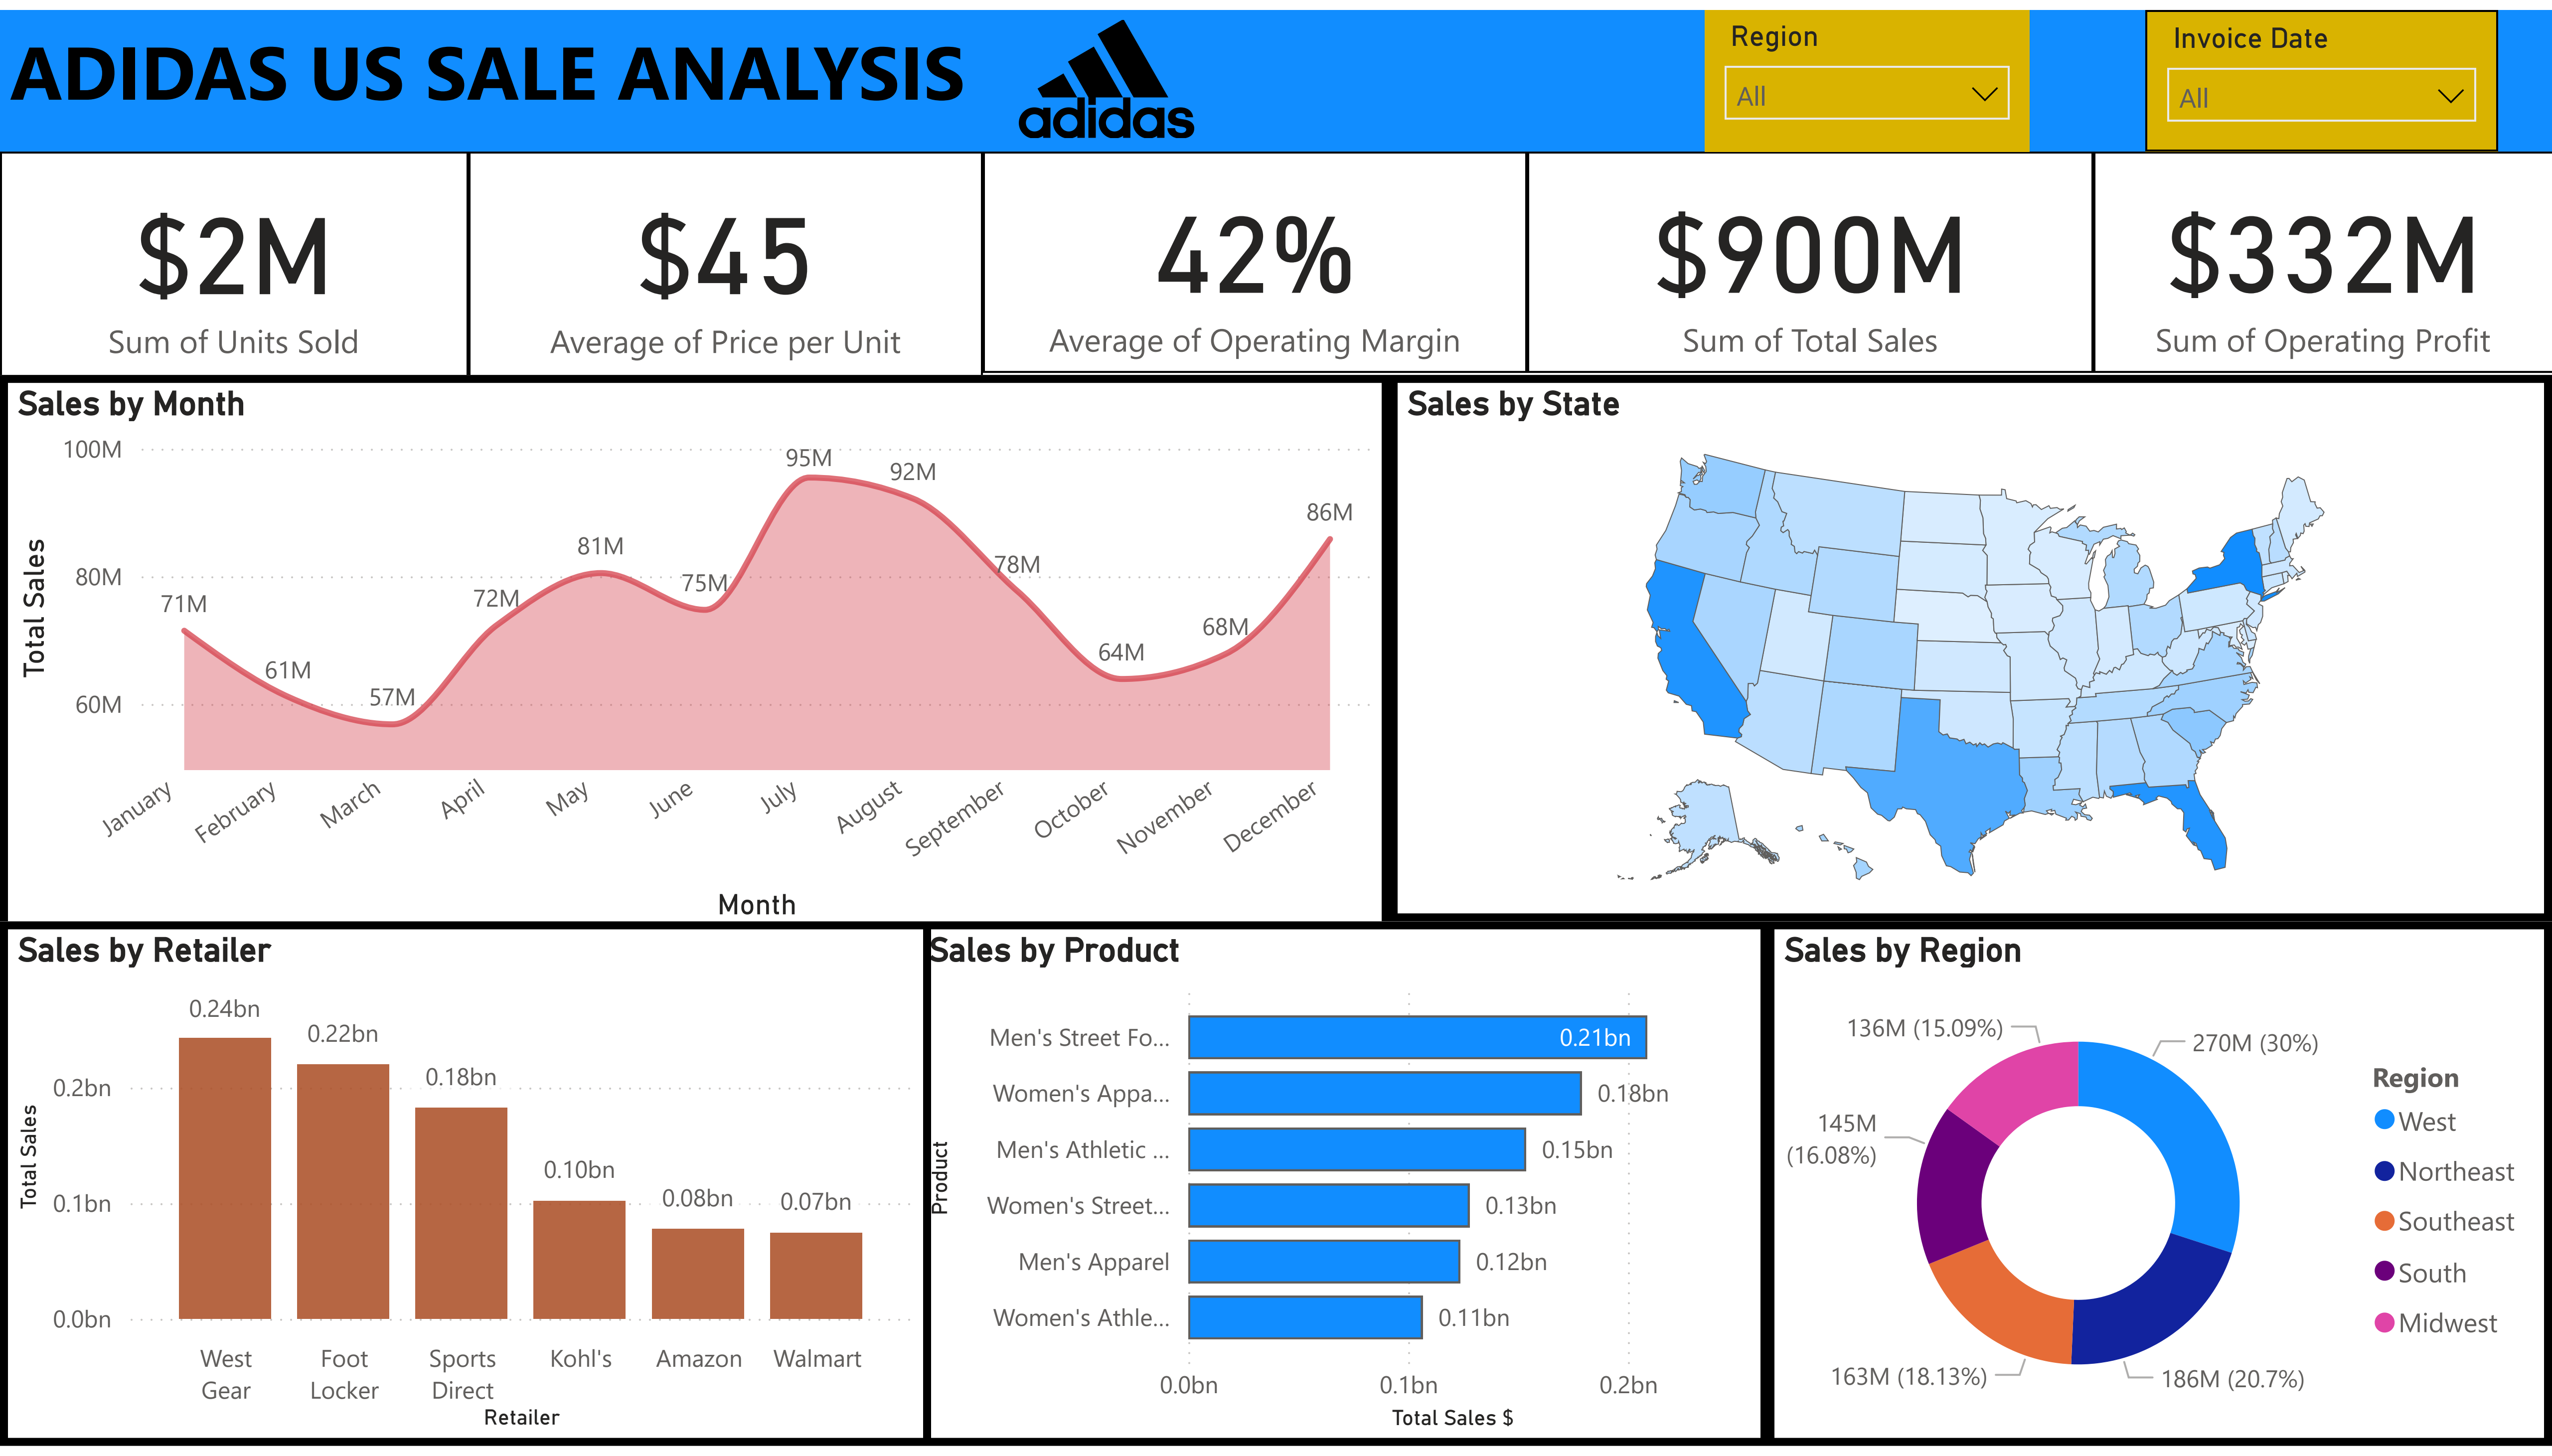 ADIDAS US SALE ANALYSIS
adidas
Region
All
Invoice Date
All
$2M
Sum of Units Sold
$45
Average of Price per Unit
42%
Average of Operating Margin
$900M
Sum of Total Sales
$332M
Sum of Operating Profit
Sales by Month
Total Sales
100M
80M
60M
71M
61M
57M
72M
81M
75M
95M
92M
78M
64M
68M
86M
January
February
March
April
May
June
July
August
September
October
November
December
Month
Sales by State
Sales by Retailer
Total Sales
0.2bn
0.1bn
0.0bn
0.24bn
0.22bn
0.18bn
0.10bn
0.08bn
0.07bn
West
Gear
Foot
Locker
Sports
Direct
Kohl's
Amazon
Walmart
Retailer
Sales by Product
Product
Men's Street Fo...
0.21bn
Women's Appa...
0.18bn
Men's Athletic ...
0.15bn
Women's Street...
0.13bn
Men's Apparel
0.12bn
Women's Athle...
0.11bn
0.0bn
0.1bn
0.2bn
Total Sales $
Sales by Region
136M (15.09%)
270M (30%)
145M
(16.08%)
163M (18.13%)
186M (20.7%)
Region
West
Northeast
Southeast
South
Midwest